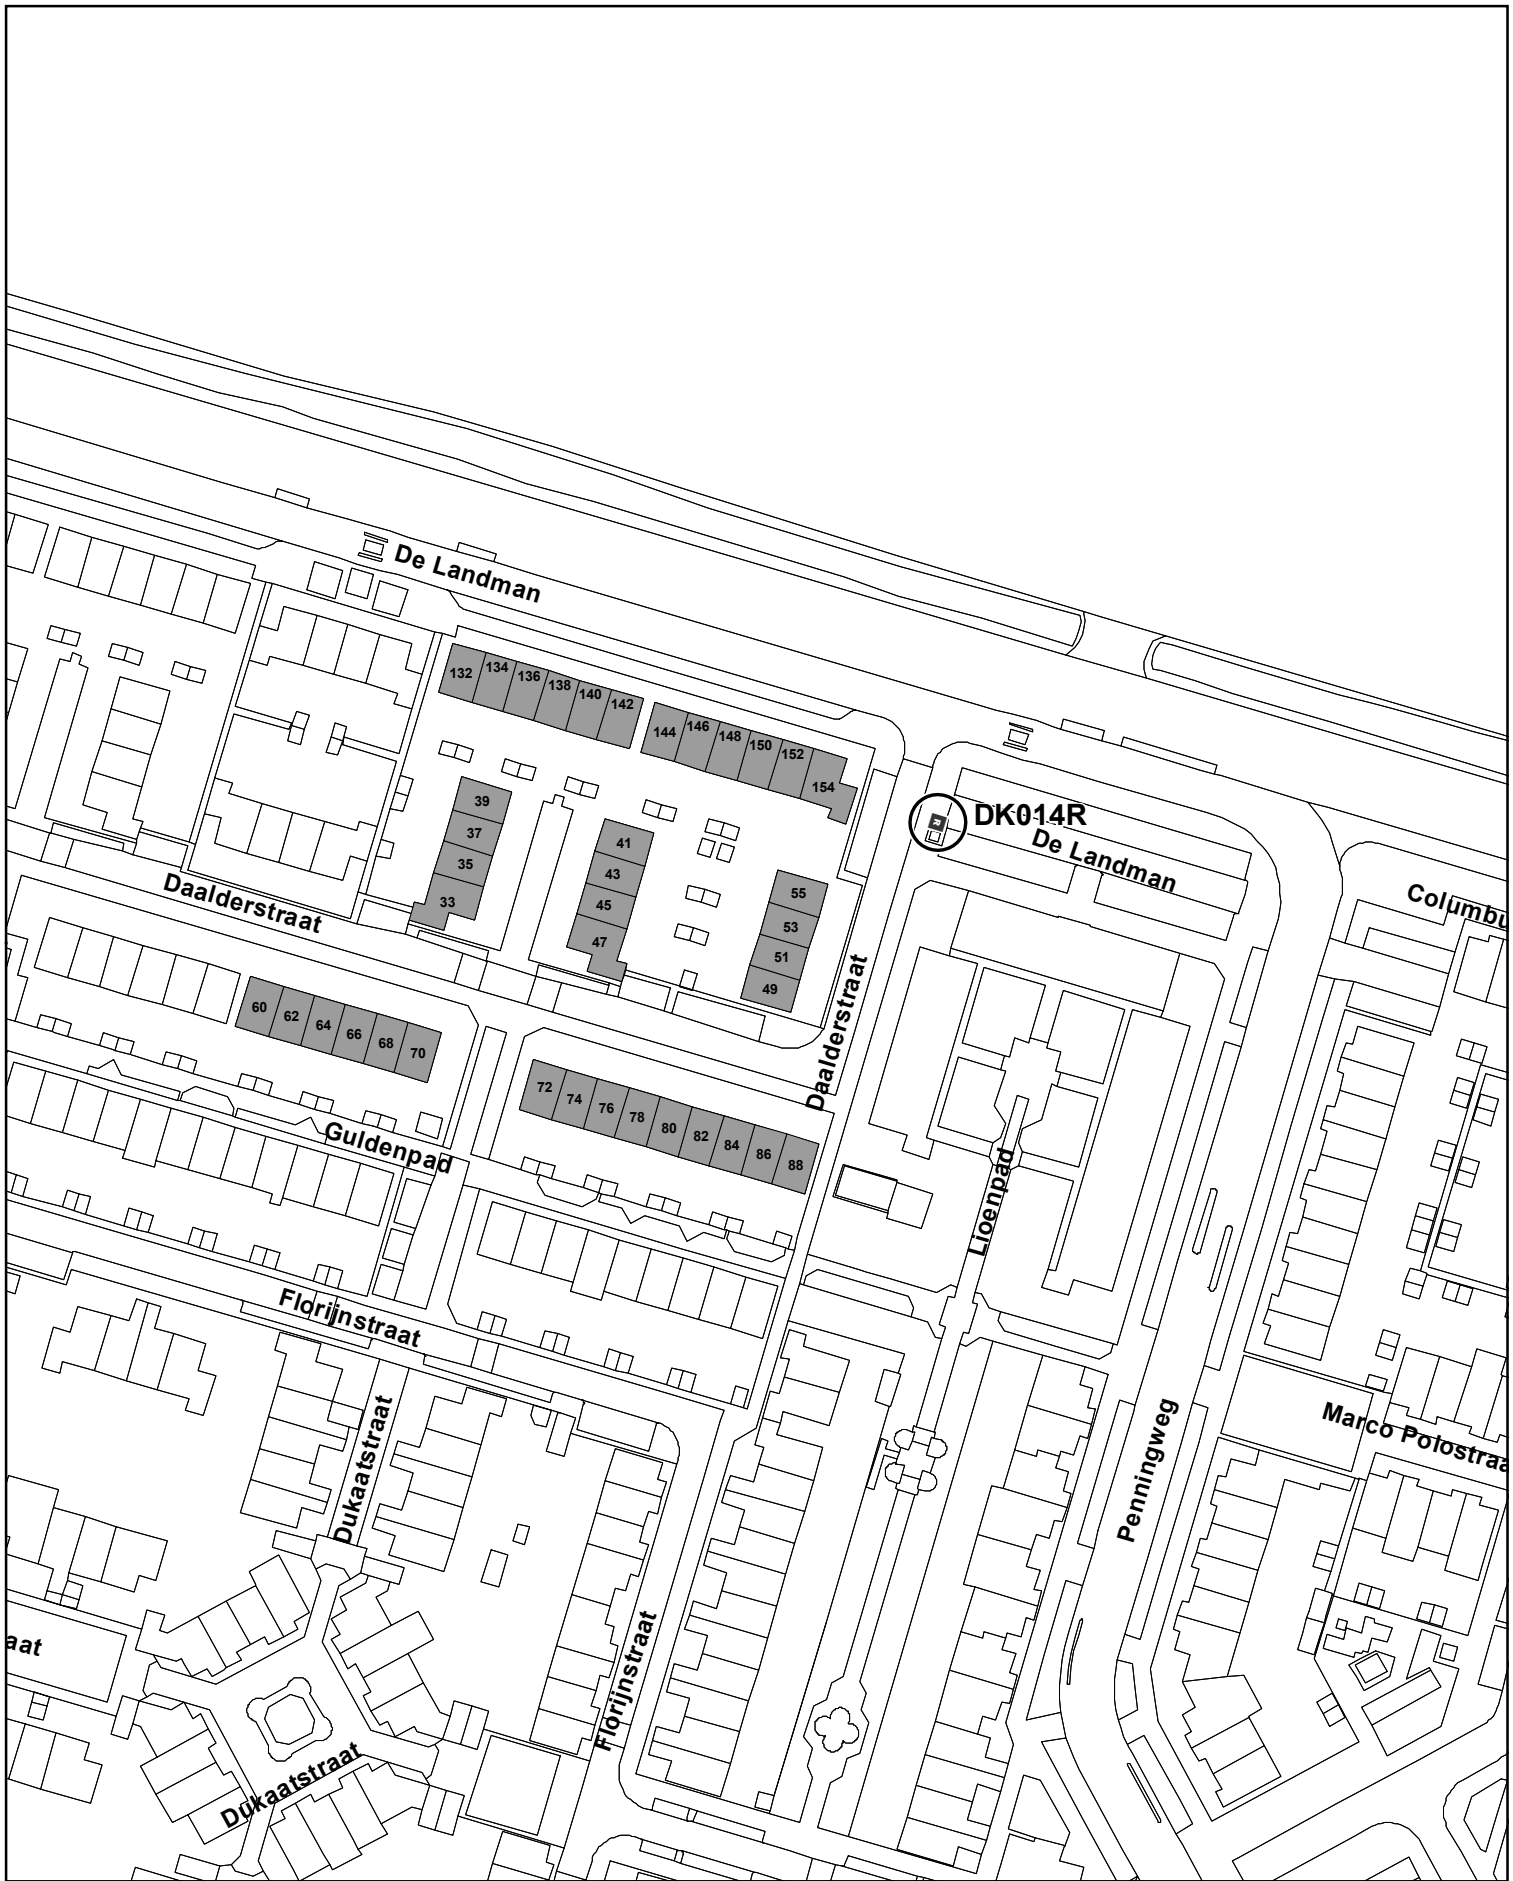 De Landman
132 134 136 138 140 142
144 146 148 150 152 154
DK014R
De Landman
39
37
35
33
41
43
45
47
55
53
51
49
Columbu
Daalderstraat
Daalderstraat
60 62 64 66 68 70
72 74 76 78 80 82 84 86 88
Guldenpad
Lioenpad
Florijnstraat
Dukaatstraat
Penningweg
Marco Polostraa
aat
Florijnstraat
Dukaatstraat